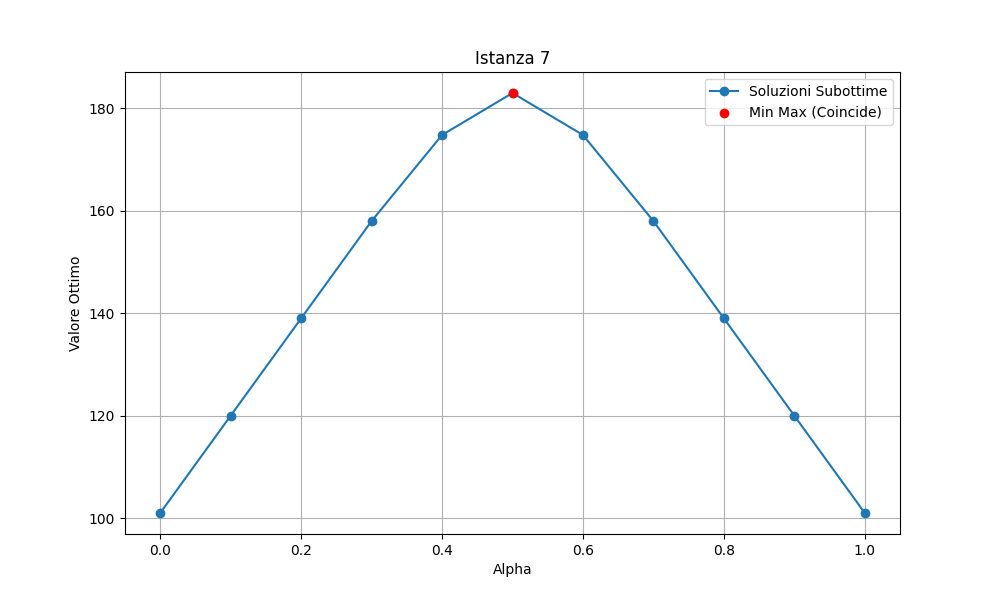 Istanza 7
Soluzioni Subottime
Min Max (Coincide)
Valore Ottimo
180
160
140
120
100
0.0 0.2 0.4 0.6 0.8 1.0
Alpha